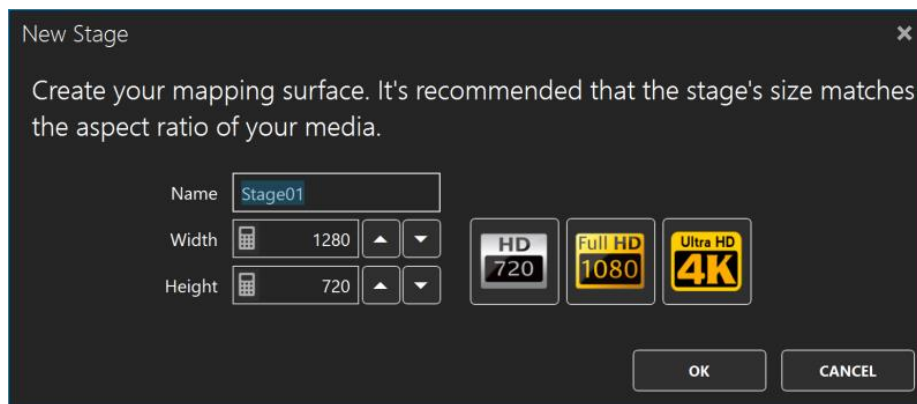 New Stage
Create your mapping surface. It's recommended that the stage's size matches
the aspect ratio of your media.
Name Stage01
Width 1280
Height 720
HD
720
Full HD
1080
Ultra HD
4K
OK CANCEL